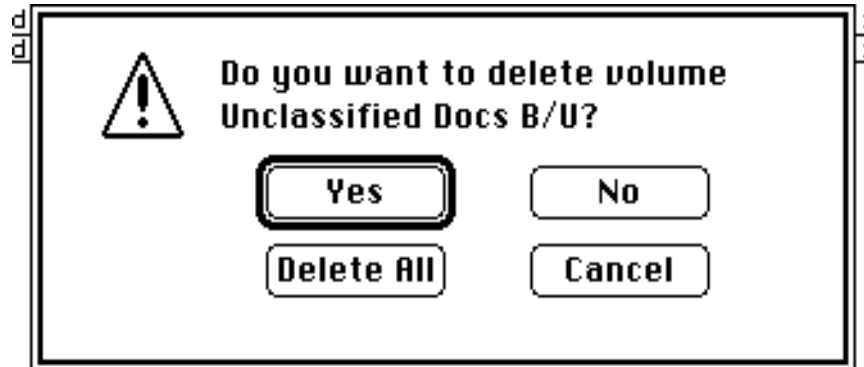 d
d
Do you want to delete volume
Unclassified Docs B/U?
Yes No
Delete All Cancel